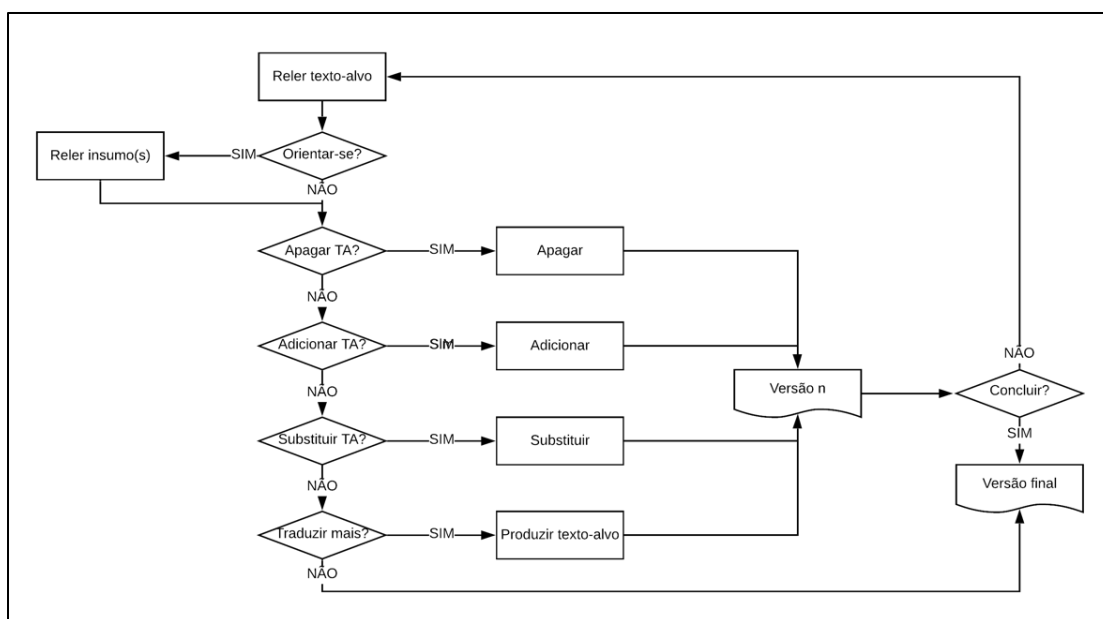 Reler texto-alvo
Reler insumo(s)
SIM
Orientar-se?
NÃO
Apagar TA?
SIM
Apagar
NÃO
Adicionar TA?
SIM
Adicionar
NÃO
Versão n
Concluir?
NÃO
SIM
Substituir TA?
SIM
Substituir
NÃO
Versão final
Traduzir mais?
SIM
Produzir texto-alvo
NÃO